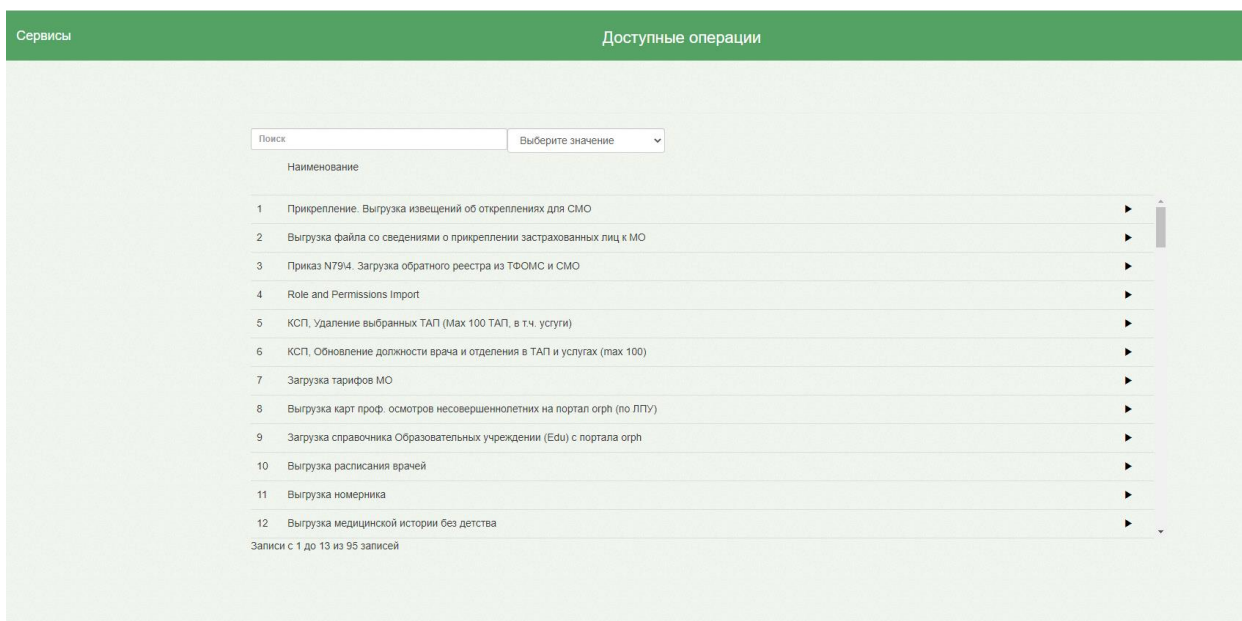 Сервисы
Доступные операции
Поиск
Выберите значение
Наименование
1 Прикрепление. Выгрузка извещений об откреплениях для СМО
2 Выгрузка файла со сведениями о прикреплении застрахованных лиц к МО
3 Приказ N79\4. Загрузка обратного реестра из ТФОМС и СМО
4 Role and Permissions Import
5 КСП, Удаление выбранных ТАП (Max 100 ТАП, в т.ч. усгуги)
6 КСП, Обновление должности врача и отделения в ТАП и услугах (max 100)
7 Загрузка тарифов МО
8 Выгрузка карт проф. осмотров несовершеннолетних на портал orph (по ЛПУ)
9 Загрузка справочника Образовательных учреждении (Edu) с портала orph
10 Выгрузка расписания врачей
11 Выгрузка номерника
12 Выгрузка медицинской истории без детства
Записи с 1 до 13 из 95 записей